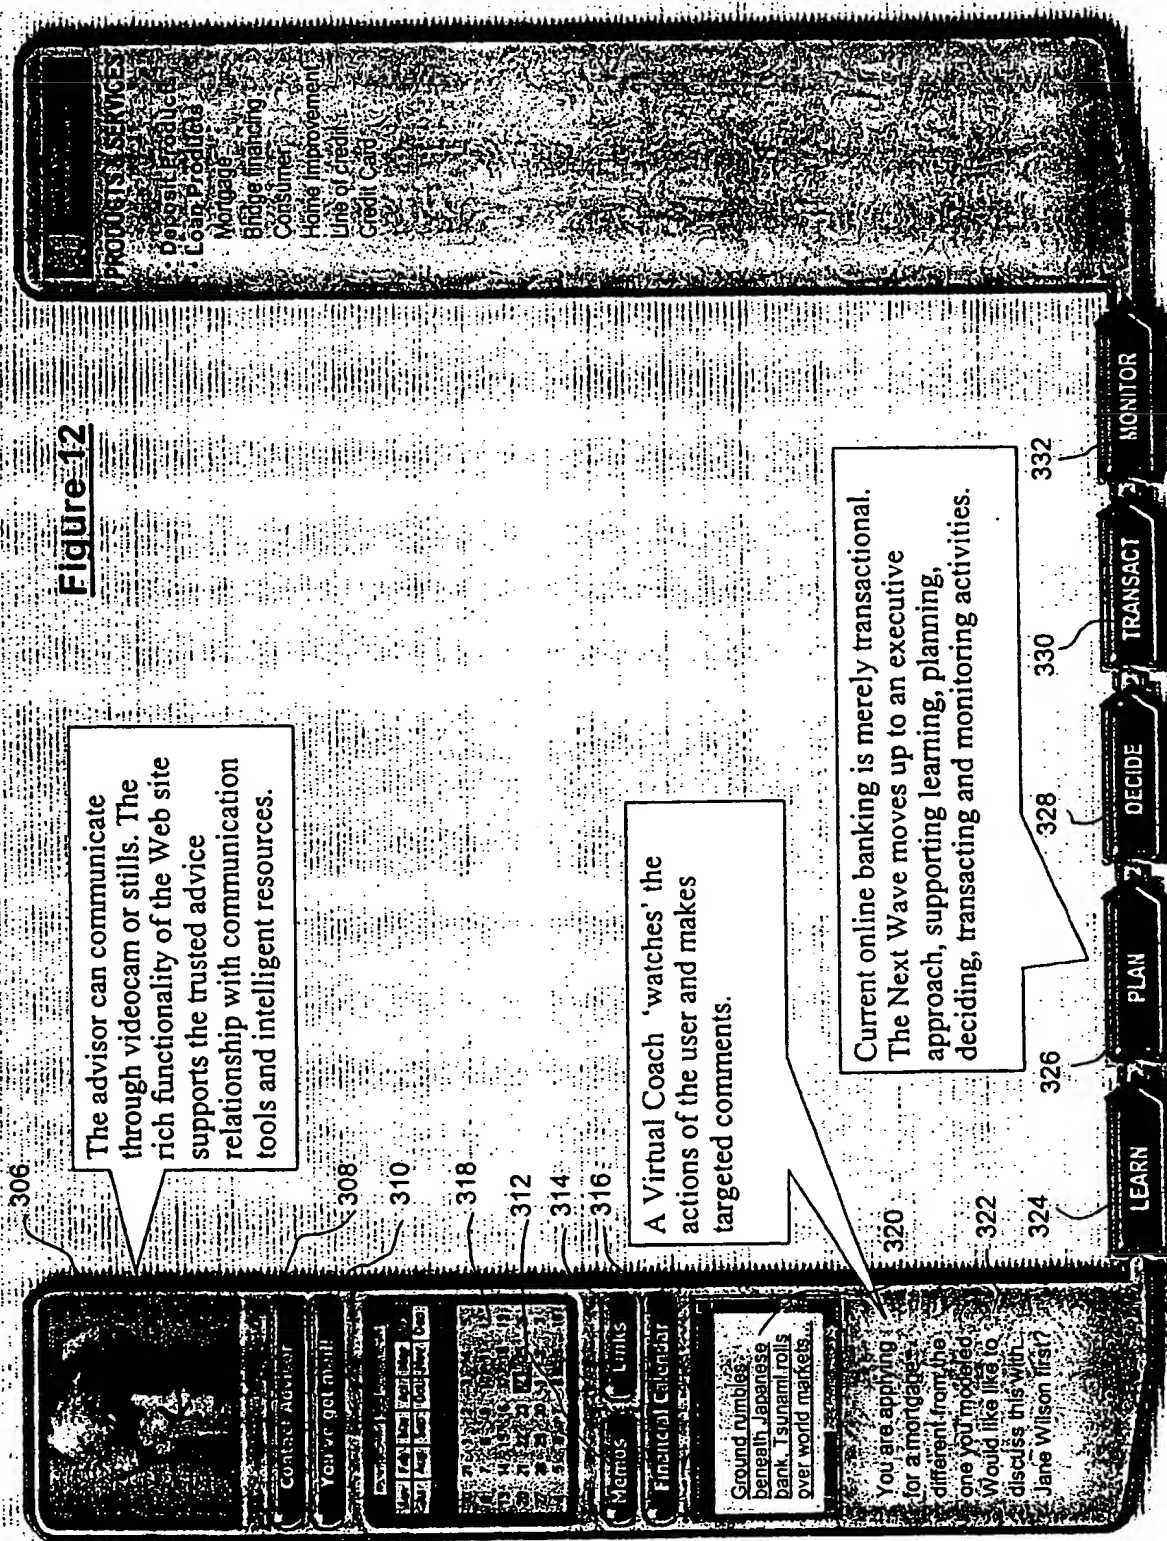 Figure 12
306
The advisor can communicate
through videocam or stills. The
rich functionality of the Web site
supports the trusted advice
relationship with communication
tools and intelligent resources.
Contact Advisor
308
You've got mail!
310
318
312
314
Memos
Links
316
Financial Calendar
A Virtual Coach 'watches' the
actions of the user and makes
targeted comments.
Ground rumbles
beneath Japanese
bank. Tsunami rolls
over world markets...
320
You are applying
for a mortgage
different from the
one you modeled.
Would like like to
discuss this with
Jane Wilson first?
322
Current online banking is merely transactional.
The Next Wave moves up to an executive
approach, supporting learning, planning,
deciding, transacting and monitoring activities.
324
326
328
330
332
LEARN
PLAN
DECIDE
TRANSACT
MONITOR
PRODUCTS & SERVICES
Deposit Products
Loan Products
Mortgage
Bridge financing
Consumer
Home Improvement
Line of credit
Credit Card